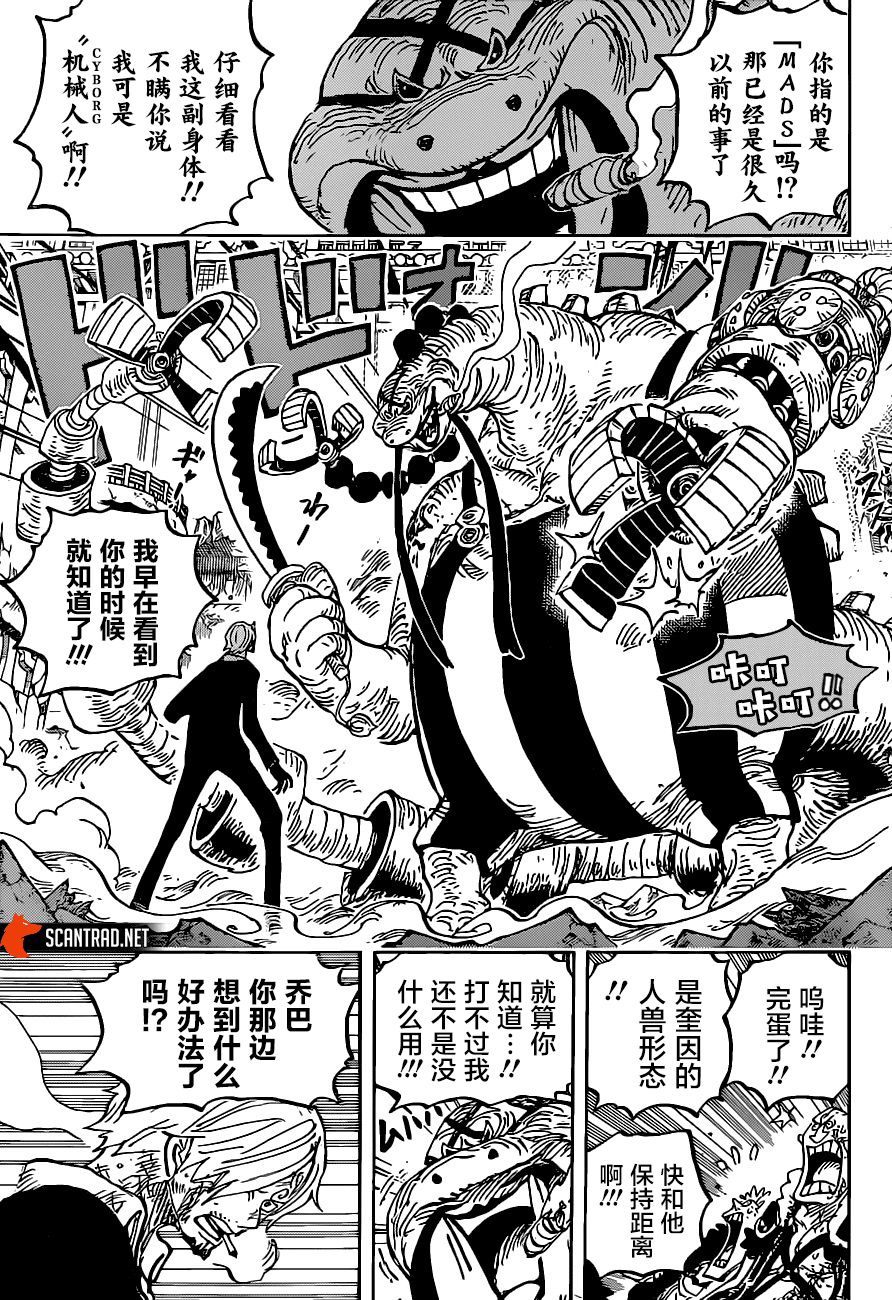 你指的是
「MADS」吗!?
那已经是很久
以前的事了
仔细看看
我这副身体!!
不瞒你说
我可是
CYBORG
“机械人”啊!!
ドドォン
我早在看到
你的时候
就知道了!!!
咔叮
咔叮!!
SCANTRAD.NET
呜哇!!
完蛋了!!
是奎因的
人兽形态
!!
快和他
保持距离
啊!!!
就算你
知道…!!
打不过我
还不是没
什么用!!!
乔巴
你那边
想到什么
好办法了
吗!?